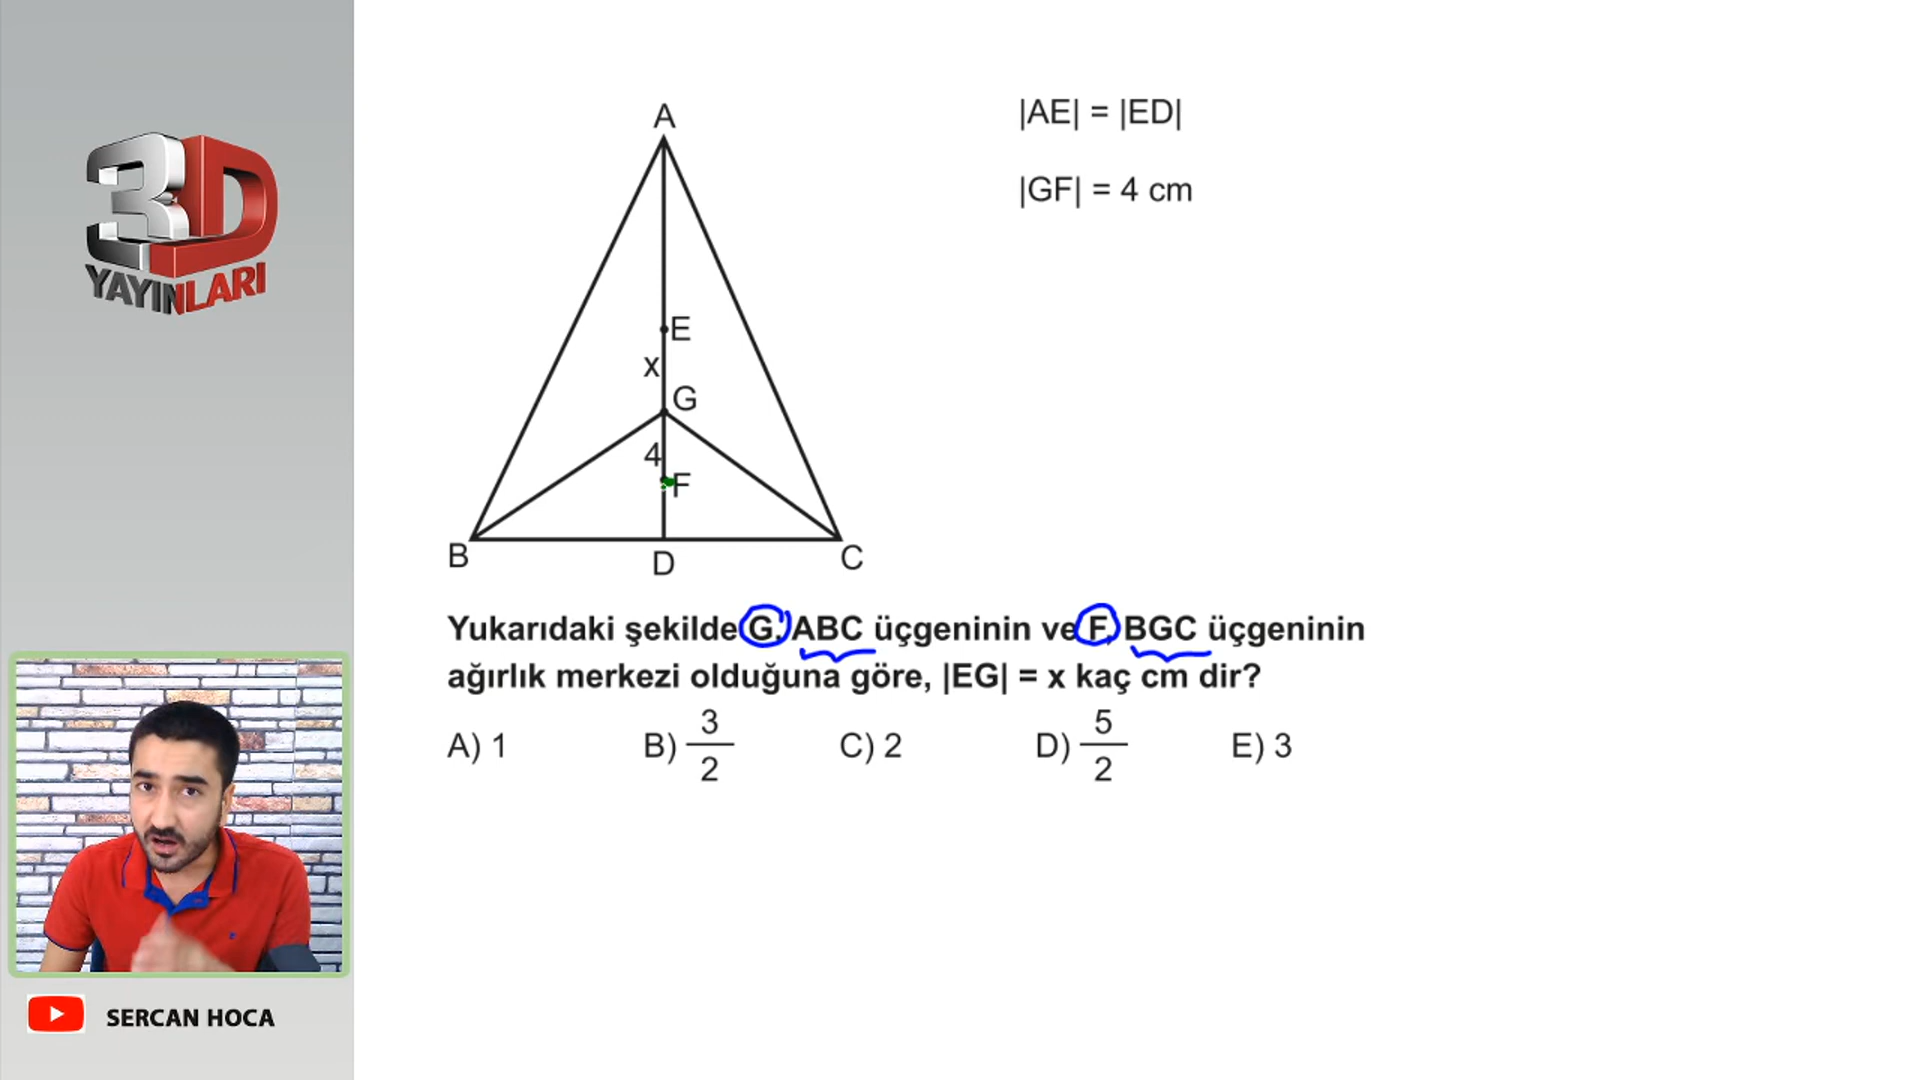 3D
YAYINLARI
|AE| = |ED|
|GF| = 4 cm
A
E
x
G
4
F
B
D
C
Yukarıdaki şekilde G, ABC üçgeninin ve F, BGC üçgeninin
ağırlık merkezi olduğuna göre, |EG| = x kaç cm dir?
A) 1 B) 3/2 C) 2 D) 5/2 E) 3
SERCAN HOCA